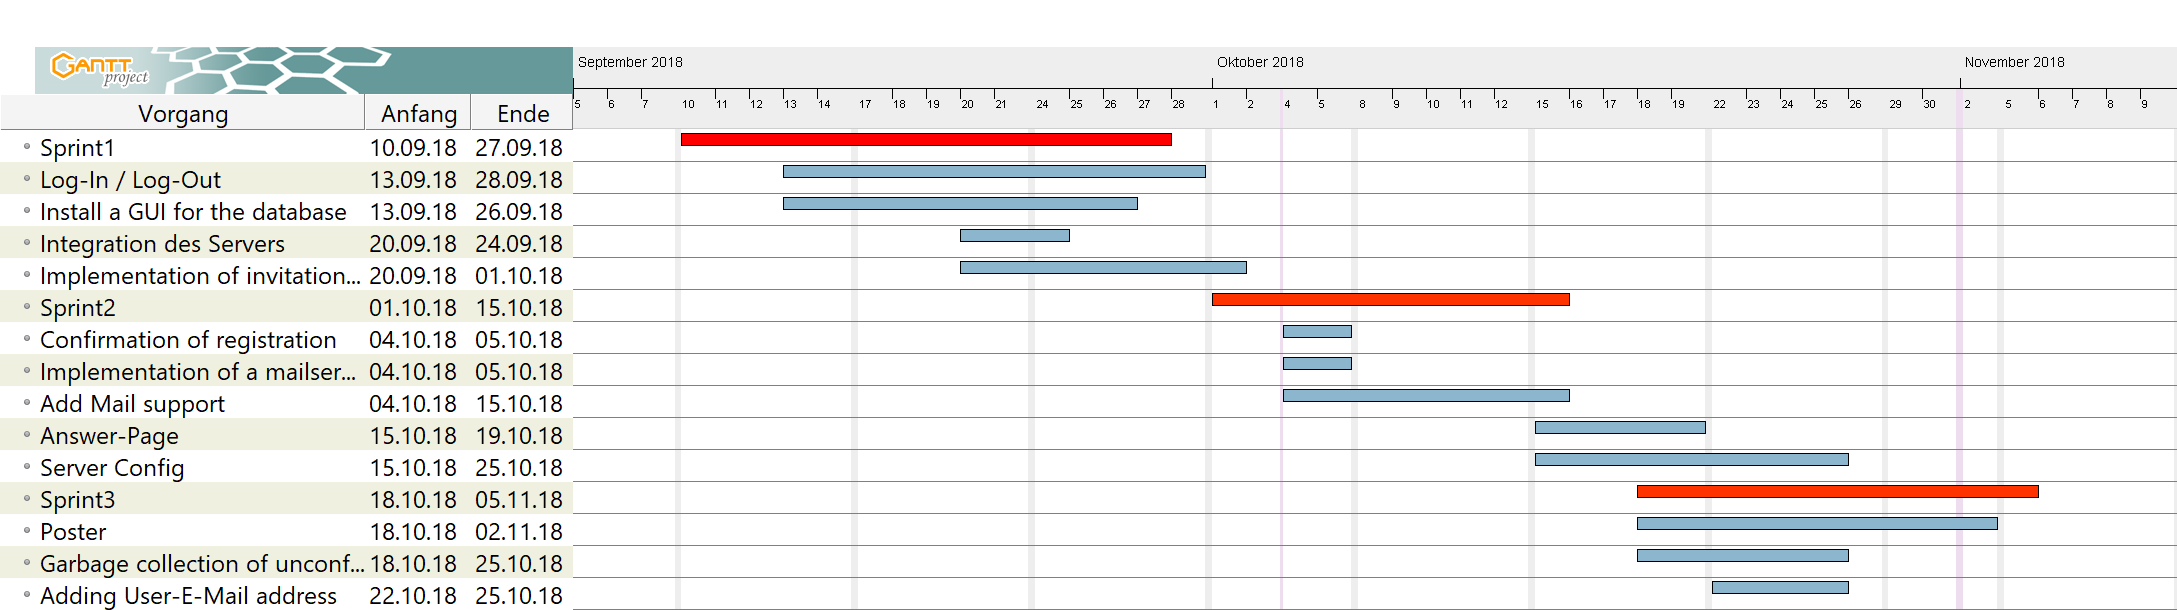 GANTT
project
September 2018 Oktober 2018 November 2018
5 6 7 10 11 12 13 14 17 18 19 20 21 24 25 26 27 28 1 2 4 5 8 9 10 11 12 15 16 17 18 19 22 23 24 25 26 29 30 2 5 6 7 8 9
Vorgang Anfang Ende
Sprint1 10.09.18 27.09.18
Log-In / Log-Out 13.09.18 28.09.18
Install a GUI for the database 13.09.18 26.09.18
Integration des Servers 20.09.18 24.09.18
Implementation of invitation... 20.09.18 01.10.18
Sprint2 01.10.18 15.10.18
Confirmation of registration 04.10.18 05.10.18
Implementation of a mailser... 04.10.18 05.10.18
Add Mail support 04.10.18 15.10.18
Answer-Page 15.10.18 19.10.18
Server Config 15.10.18 25.10.18
Sprint3 18.10.18 05.11.18
Poster 18.10.18 02.11.18
Garbage collection of unconf... 18.10.18 25.10.18
Adding User-E-Mail address 22.10.18 25.10.18